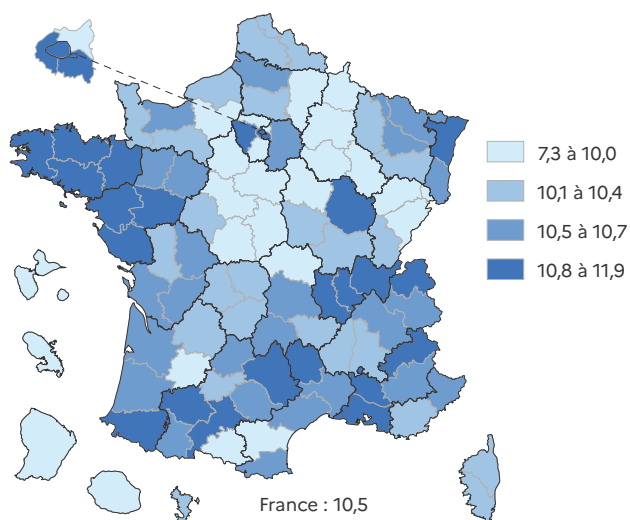 7,3 à 10,0
10,1 à 10,4
10,5 à 10,7
10,8 à 11,9
France : 10,5